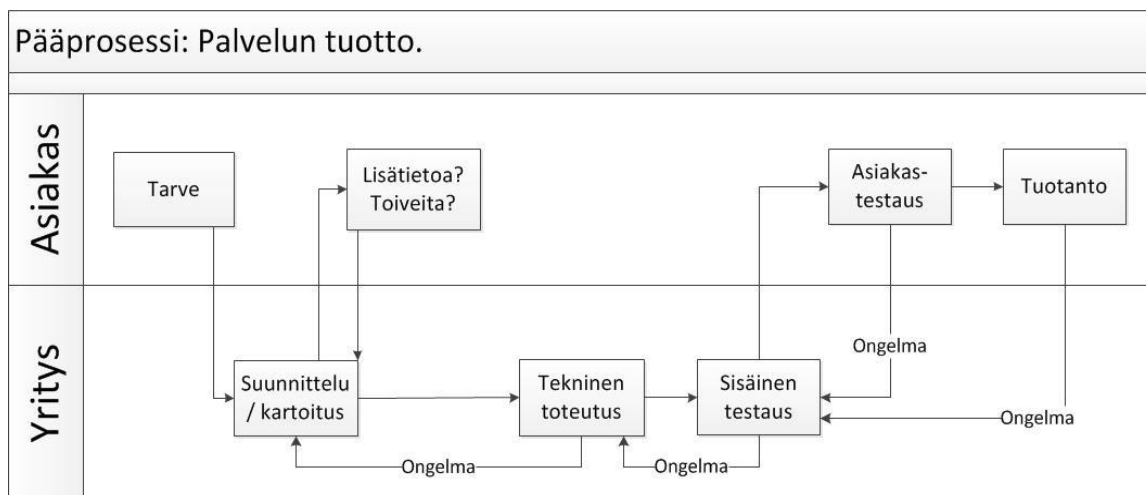 Pääprosessi: Palvelun tuotto.
Asiakas
Tarve
Lisätietoa?
Toiveita?
Asiakas-
testaus
Tuotanto
Yritys
Suunnittelu
/ kartoitus
Tekninen
toteutus
Sisäinen
testaus
Ongelma
Ongelma
Ongelma
Ongelma